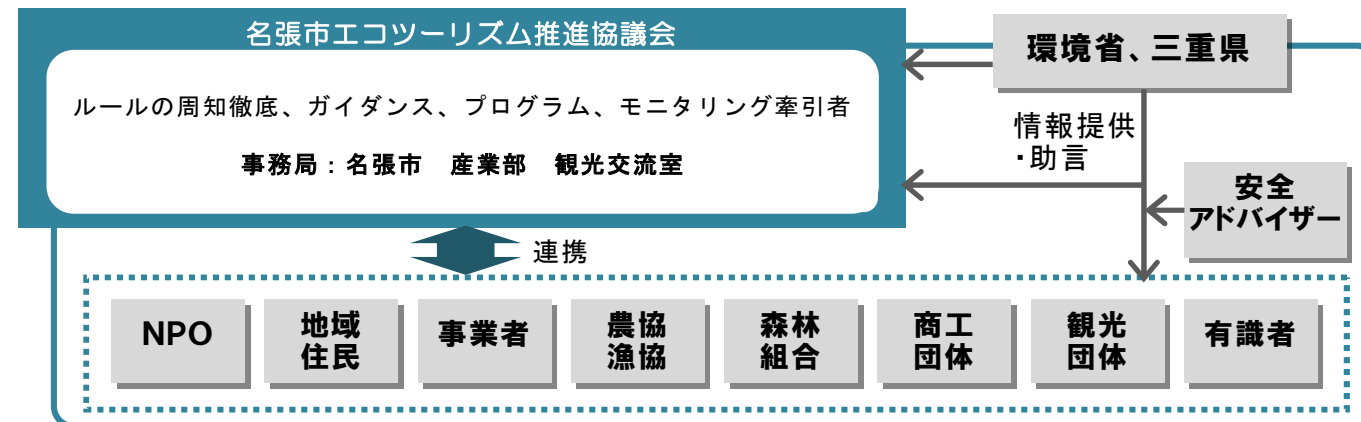 名張市エコツーリズム推進協議会
ルールの周知徹底、ガイダンス、プログラム、モニタリング牽引者
事務局：名張市　産業部　観光交流室
環境省、三重県
情報提供
・助言
安全
アドバイザー
連携
NPO
地域
住民
事業者
農協
漁協
森林
組合
商工
団体
観光
団体
有識者